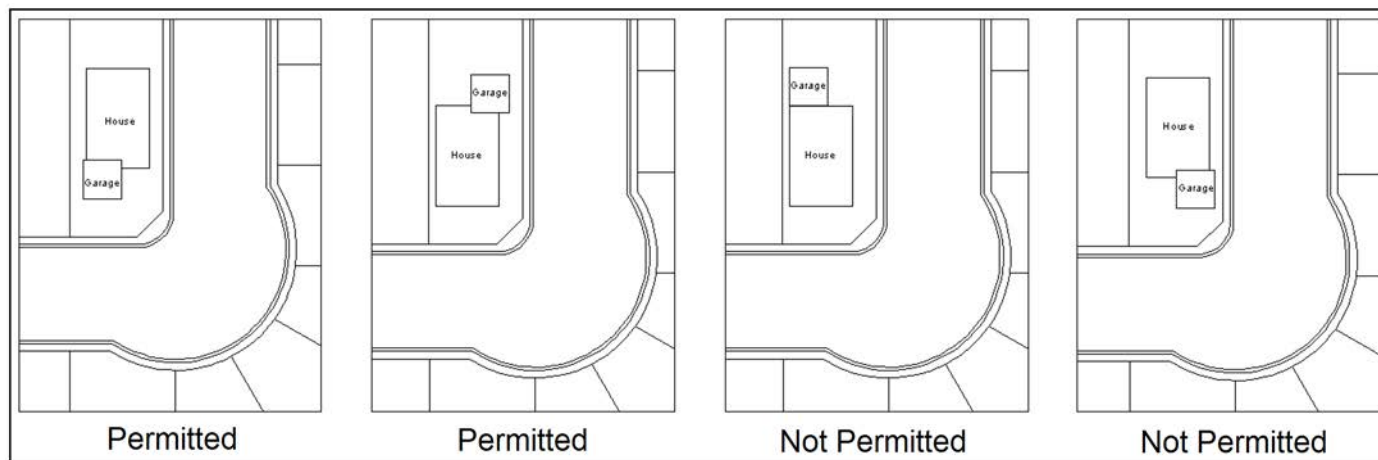 House
Garage
Permitted
Garage
House
Permitted
Garage
House
Not Permitted
House
Garage
Not Permitted